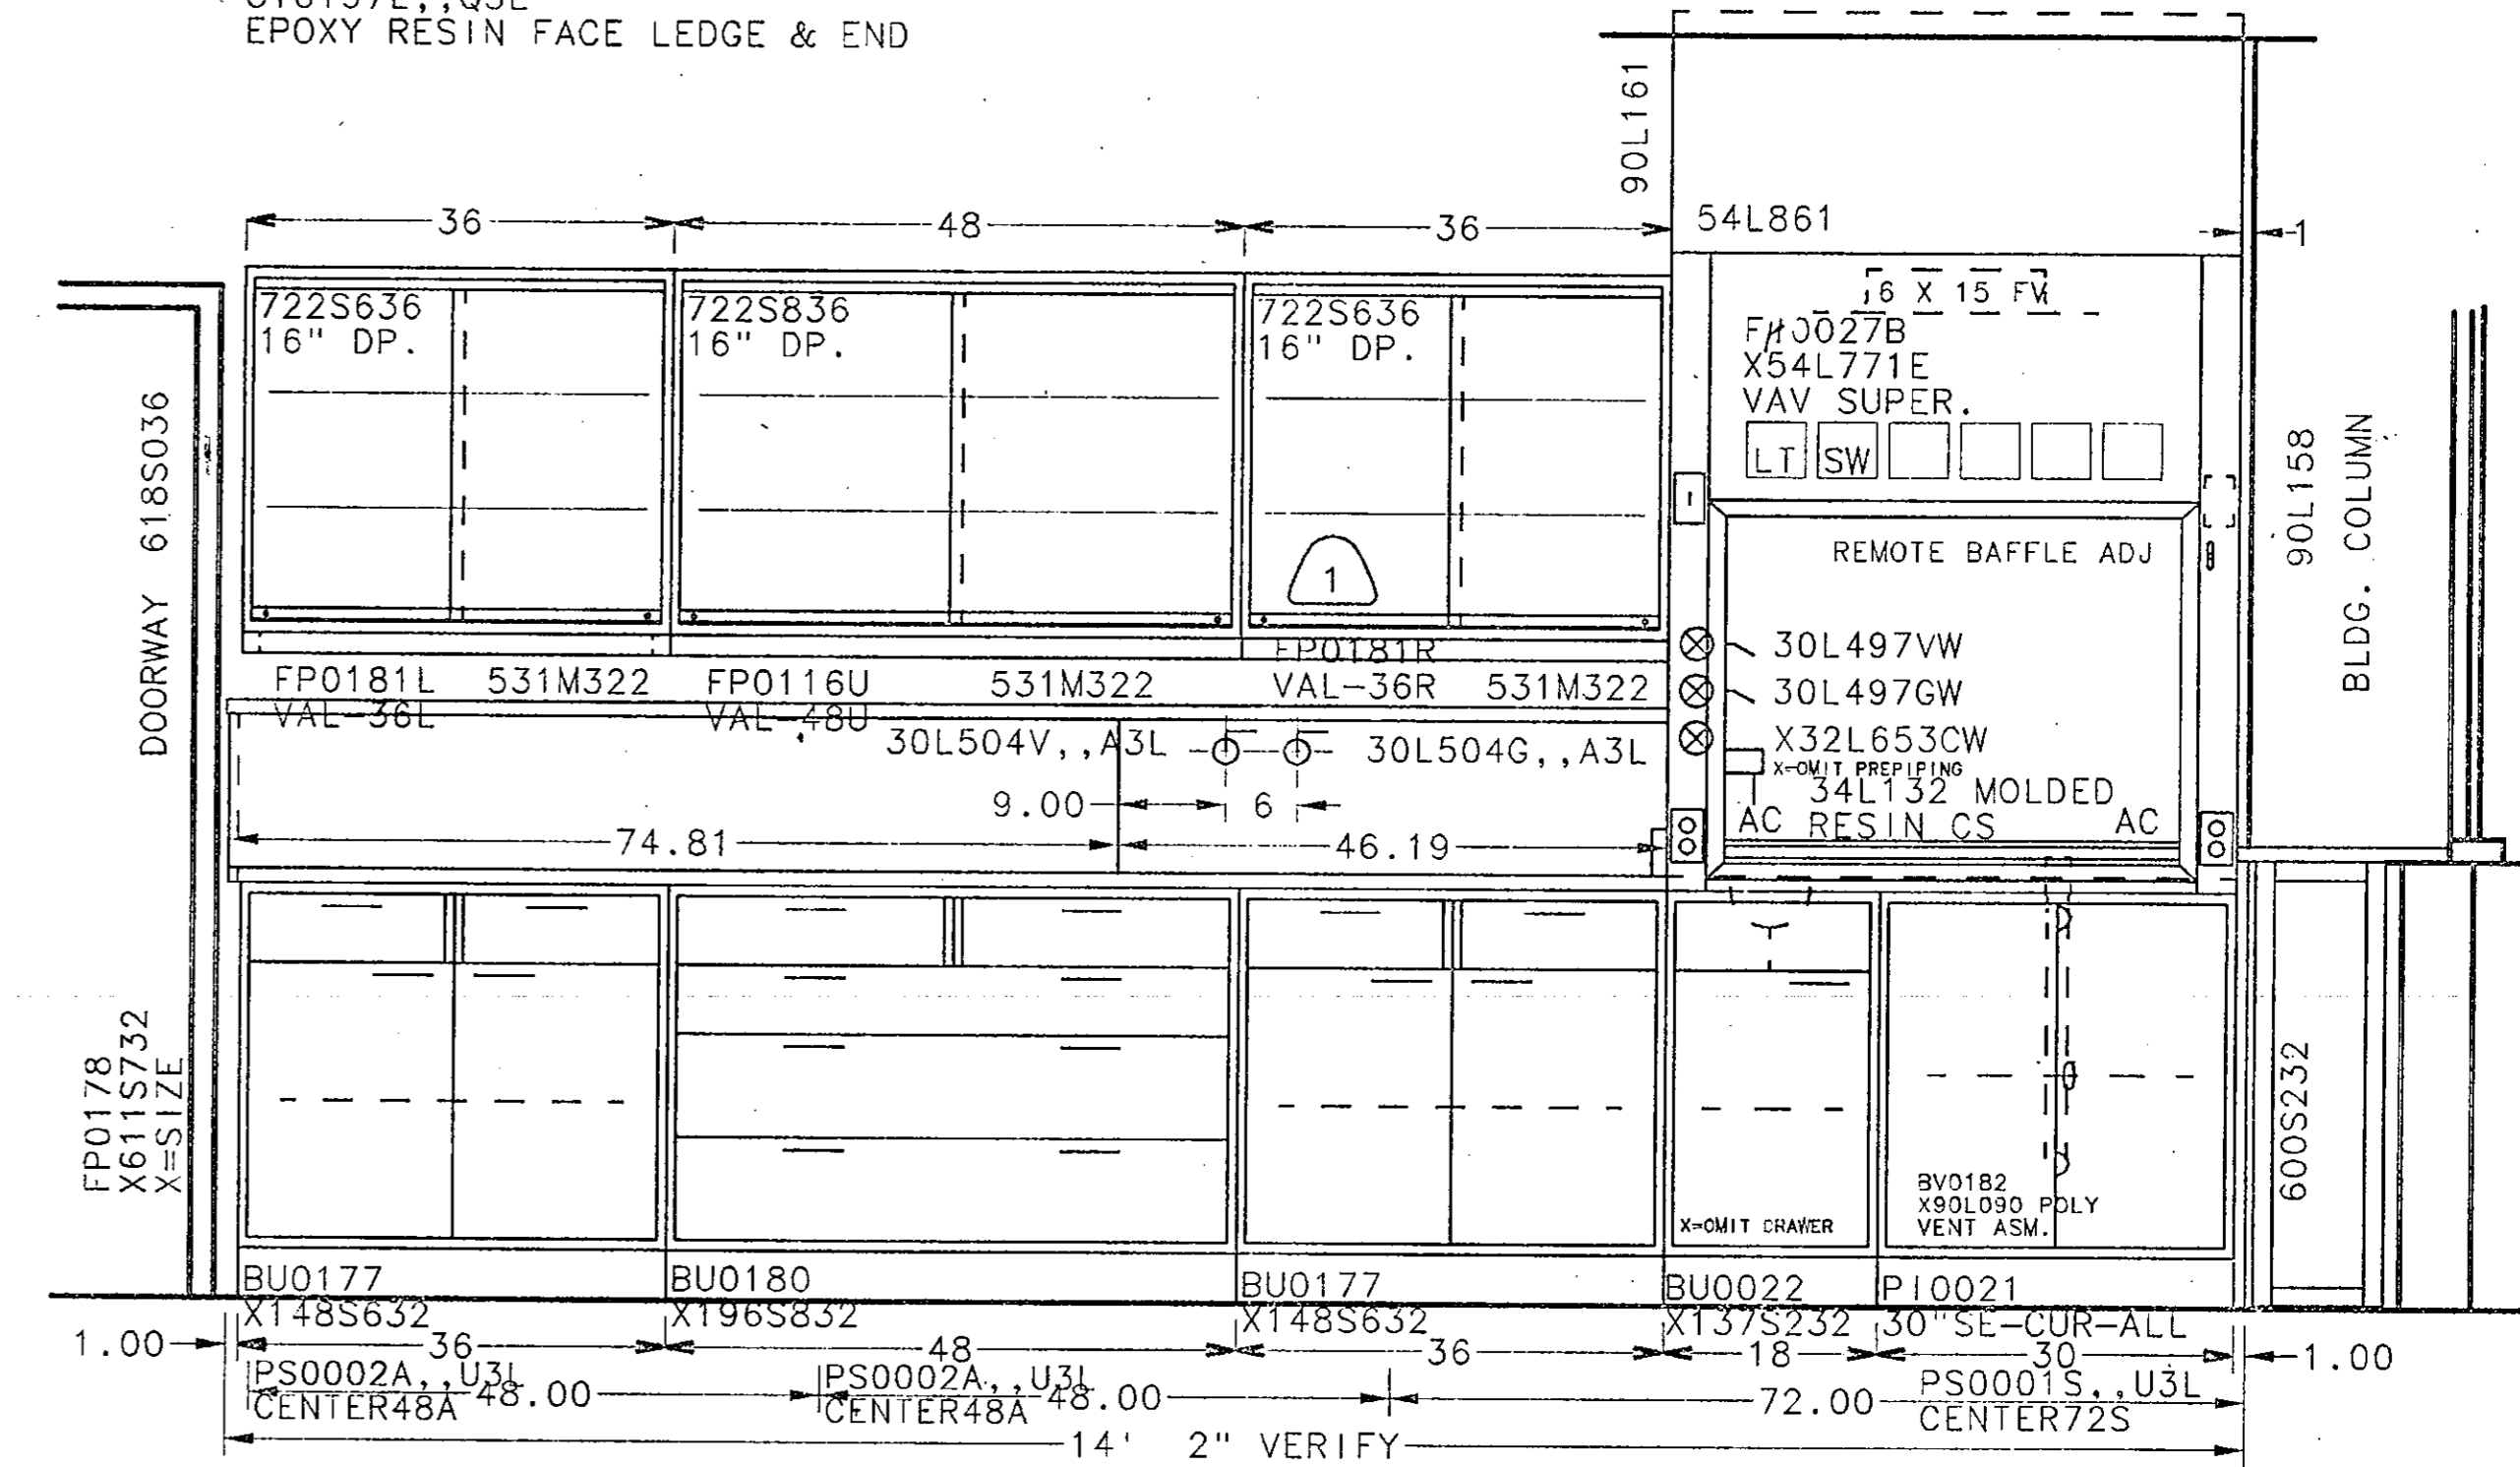 EPOXY RESIN FACE LEDGE & END
90L161
36
48
36
54L861
1
722S636
16" DP.
722S836
16" DP.
722S636
16" DP.
6 X 15 FV
X54L771E
VAV SUPER.
LT SW
DOORWAY 618S036
90L158
BLDG. COLUMN
REMOTE BAFFLE ADJ
1
30L497VW
30L497GW
X32L653CW
X=OMIT PREPIPING
34L132 MOLDED
RESIN CS
AC
AC
FP0181L 531M322
VAL-36L
FP0116U 531M322
VAL-48U
FP0181R
VAL-36R 531M322
30L504V,,A3L
30L504G,,A3L
9.00
6
74.81
46.19
FP0178
X611S732
X=SIZE
X=OMIT DRAWER
BV0182
X90L090 POLY
VENT ASM.
600S232
BU0177
X148S632
BU0180
X196S832
BU0177
X148S632
BU0022
X137S232
PI0021
30"SE-CUR-ALL
1.00
36
48
36
18
30
1.00
PS0002A,,U3L
CENTER48A
48.00
PS0002A,,U3L
CENTER48A
48.00
72.00
PS0001S,,U3L
CENTER72S
14' 2" VERIFY